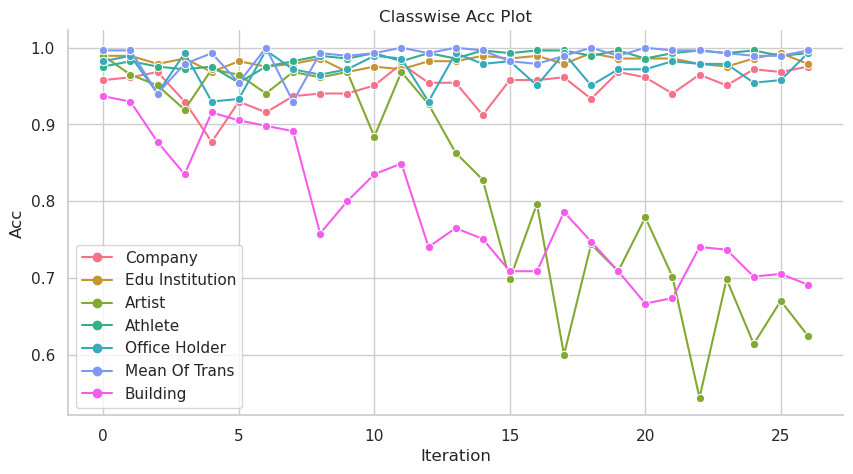 Classwise Acc Plot
1.0
0.9
0.8
0.7
0.6
Acc
Company
Edu Institution
Artist
Athlete
Office Holder
Mean Of Trans
Building
0 5 10 15 20 25
Iteration